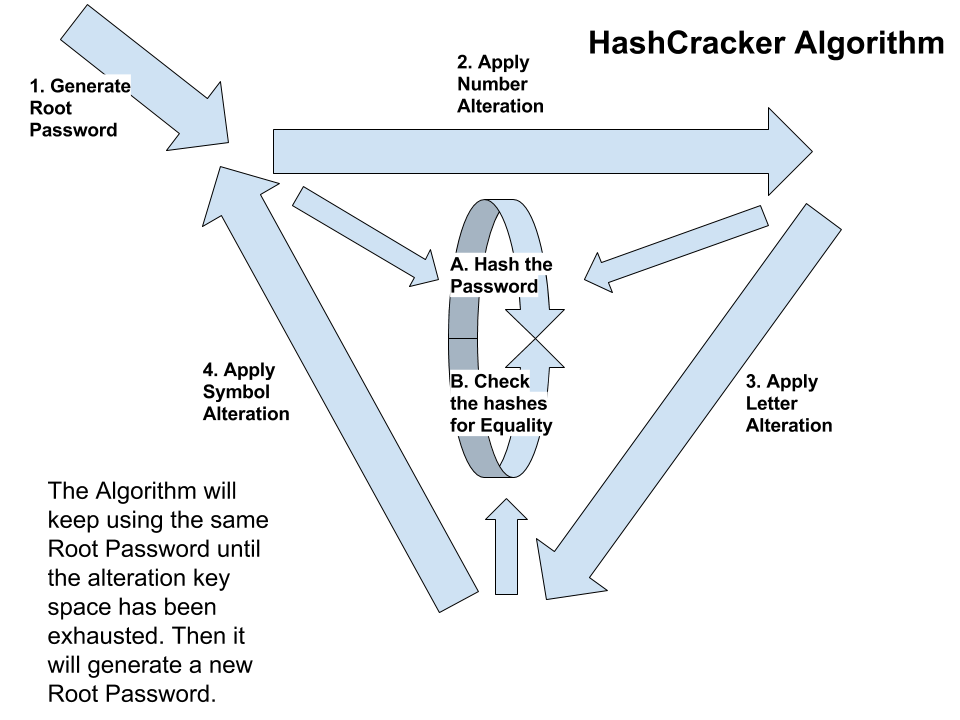 HashCracker Algorithm
1. Generate
Root
Password
2. Apply
Number
Alteration
A. Hash the
Password
B. Check
the hashes
for Equality
3. Apply
Letter
Alteration
4. Apply
Symbol
Alteration
The Algorithm will
keep using the same
Root Password until
the alteration key
space has been
exhausted. Then it
will generate a new
Root Password.